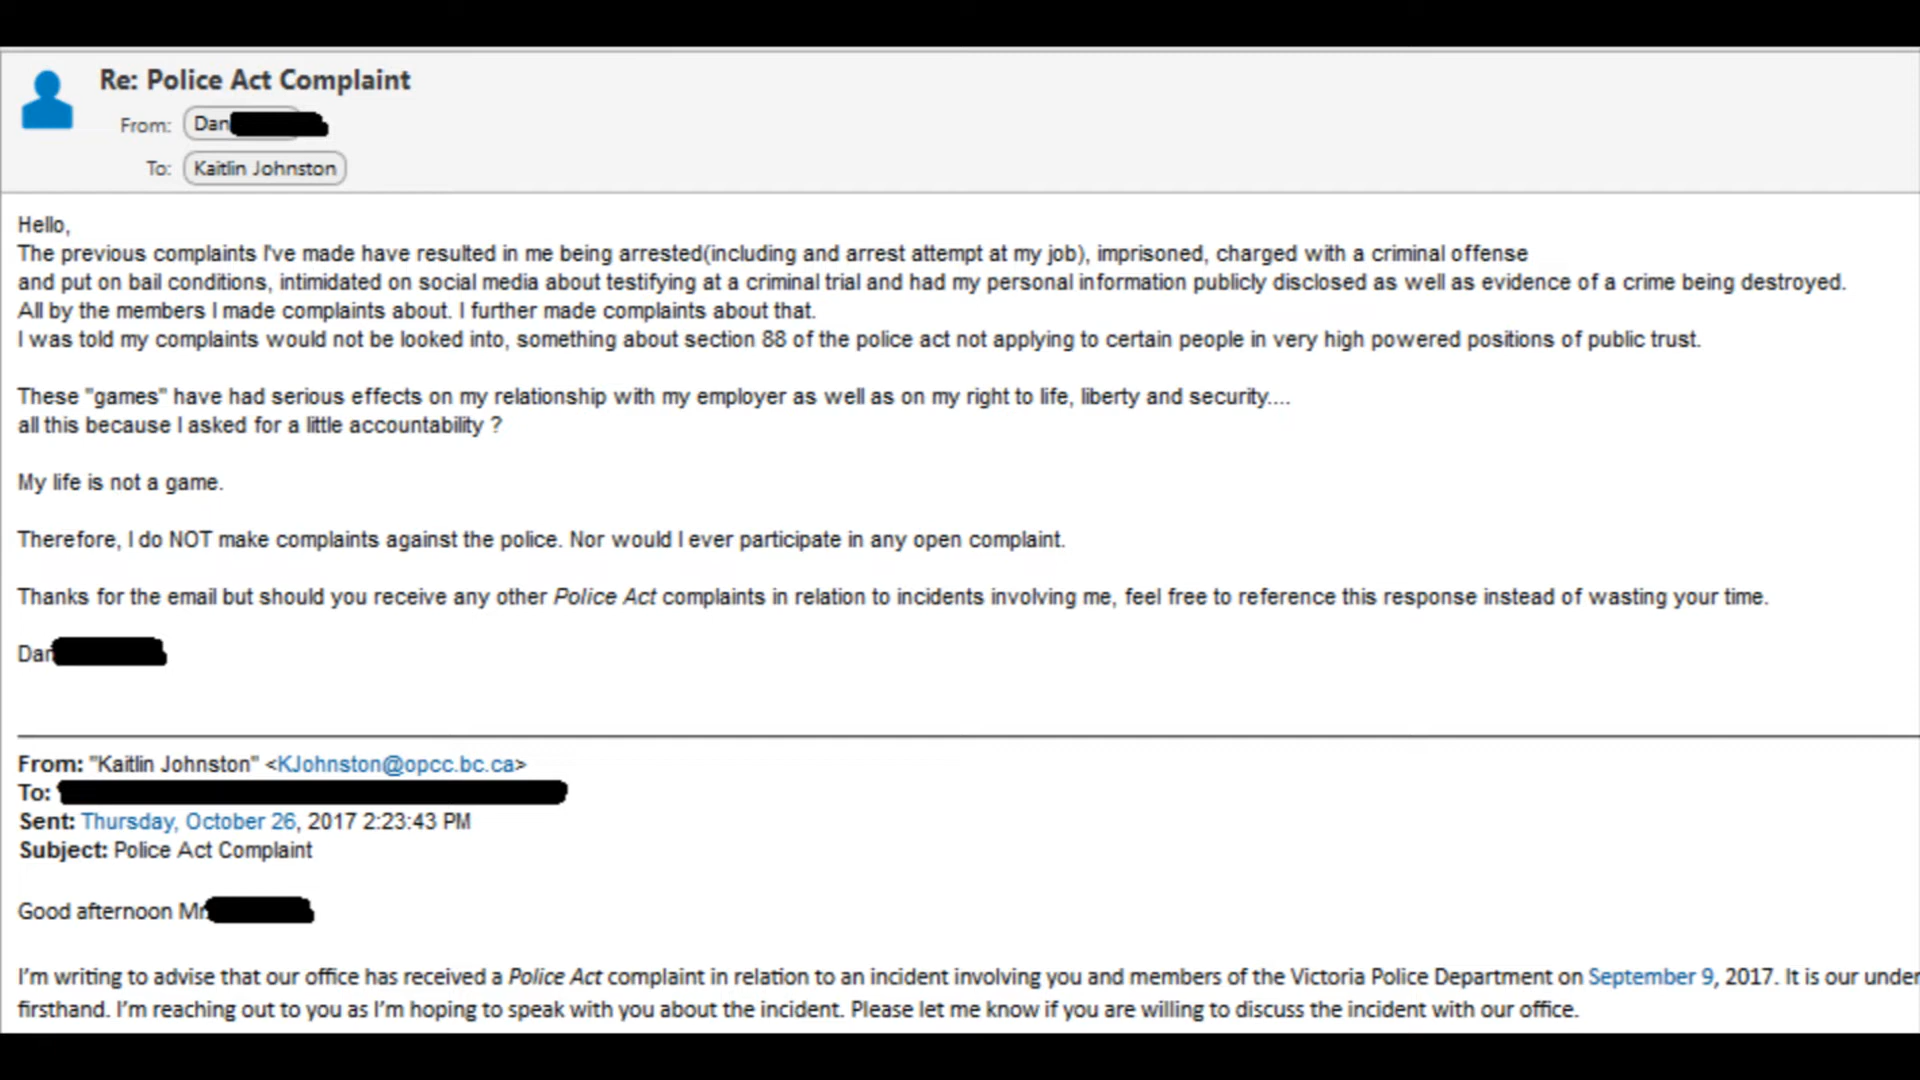 Re: Police Act Complaint
From: Dan
To: Kaitlin Johnston
Hello,
The previous complaints I've made have resulted in me being arrested(including and arrest attempt at my job), imprisoned, charged with a criminal offense
and put on bail conditions, intimidated on social media about testifying at a criminal trial and had my personal information publicly disclosed as well as evidence of a crime being destroyed.
All by the members I made complaints about. I further made complaints about that.
I was told my complaints would not be looked into, something about section 88 of the police act not applying to certain people in very high powered positions of public trust.
These "games" have had serious effects on my relationship with my employer as well as on my right to life, liberty and security....
all this because I asked for a little accountability ?
My life is not a game.
Therefore, I do NOT make complaints against the police. Nor would I ever participate in any open complaint.
Thanks for the email but should you receive any other Police Act complaints in relation to incidents involving me, feel free to reference this response instead of wasting your time.
Dan
From: "Kaitlin Johnston" <KJohnston@opcc.bc.ca>
To:
Sent: Thursday, October 26, 2017 2:23:43 PM
Subject: Police Act Complaint
Good afternoon Mr
I'm writing to advise that our office has received a Police Act complaint in relation to an incident involving you and members of the Victoria Police Department on September 9, 2017. It is our under
firsthand. I'm reaching out to you as I'm hoping to speak with you about the incident. Please let me know if you are willing to discuss the incident with our office.